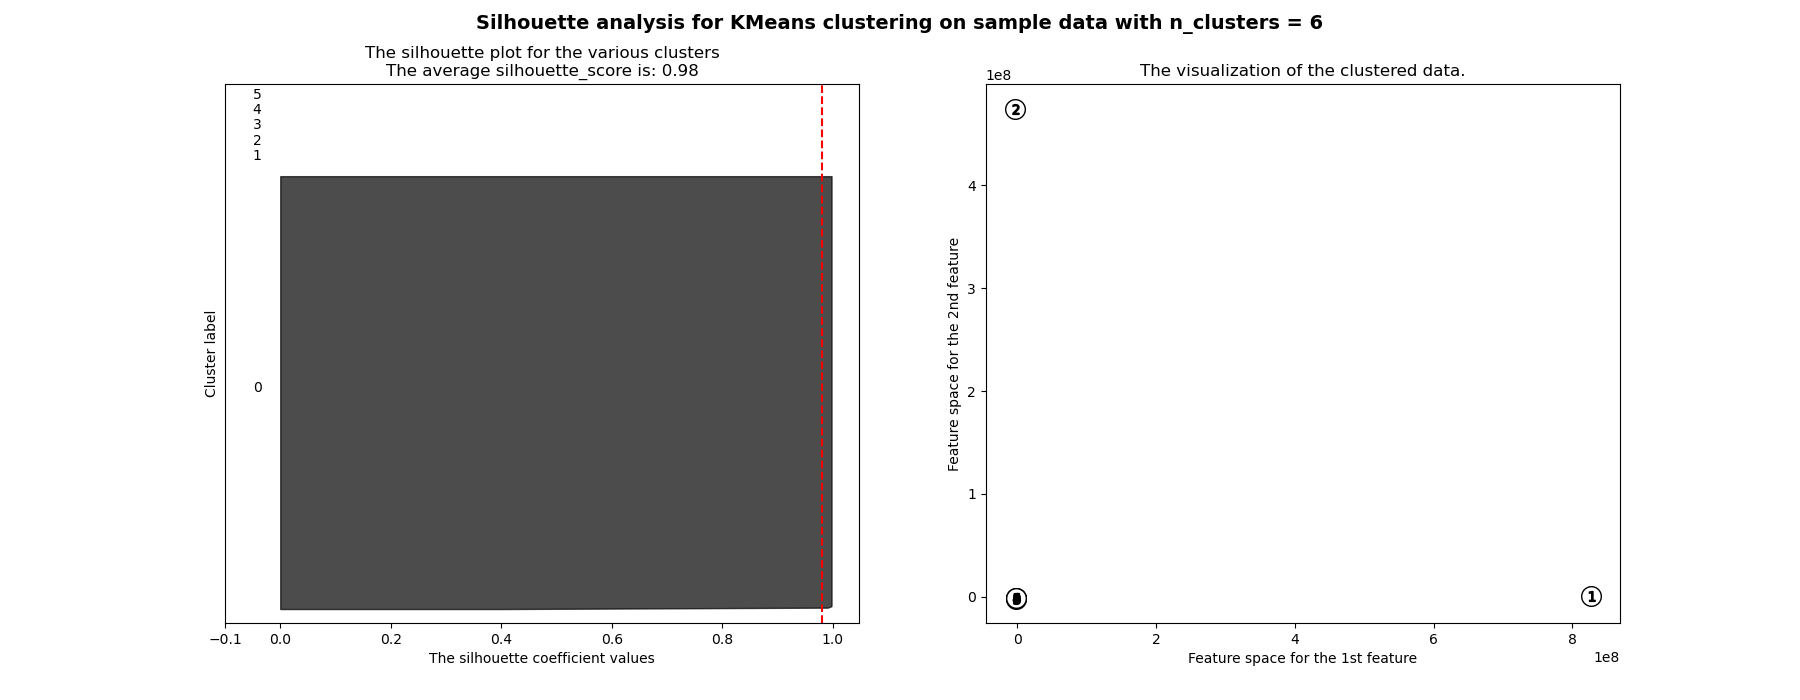 Silhouette analysis for KMeans clustering on sample data with n_clusters = 6
The silhouette plot for the various clusters
The average silhouette_score is: 0.98
5
4
3
2
1
0
Cluster label
−0.1 0.0 0.2 0.4 0.6 0.8 1.0
The silhouette coefficient values
The visualization of the clustered data.
1e8
2
4
3
2
1
0
1
Feature space for the 2nd feature
0 2 4 6 8
1e8
Feature space for the 1st feature